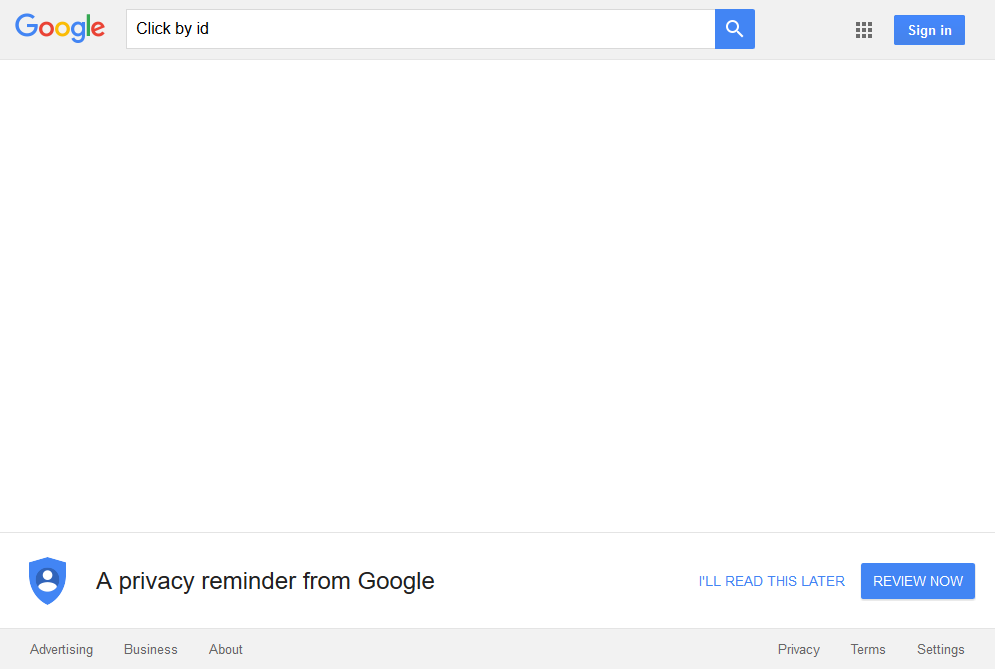 Google Click by id Sign in
A privacy reminder from Google I'LL READ THIS LATER REVIEW NOW
Advertising Business About Privacy Terms Settings